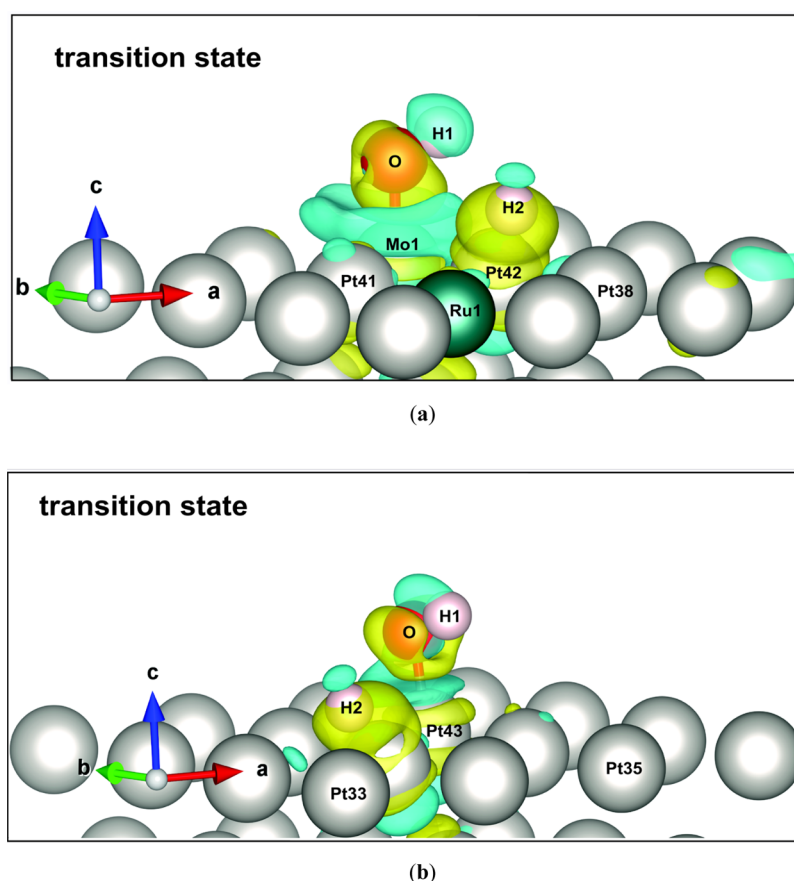 transition state
H1
O
c
H2
Mo1
Pt41
Pt42
b
a
Pt38
Ru1
(a)
transition state
H1
O
c
H2
Pt43
b
a
Pt35
Pt33
(b)